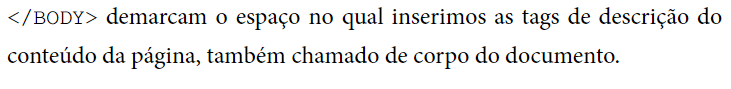 </BODY> demarcam o espaço no qual inserimos as tags de descrição do
conteúdo da página, também chamado de corpo do documento.